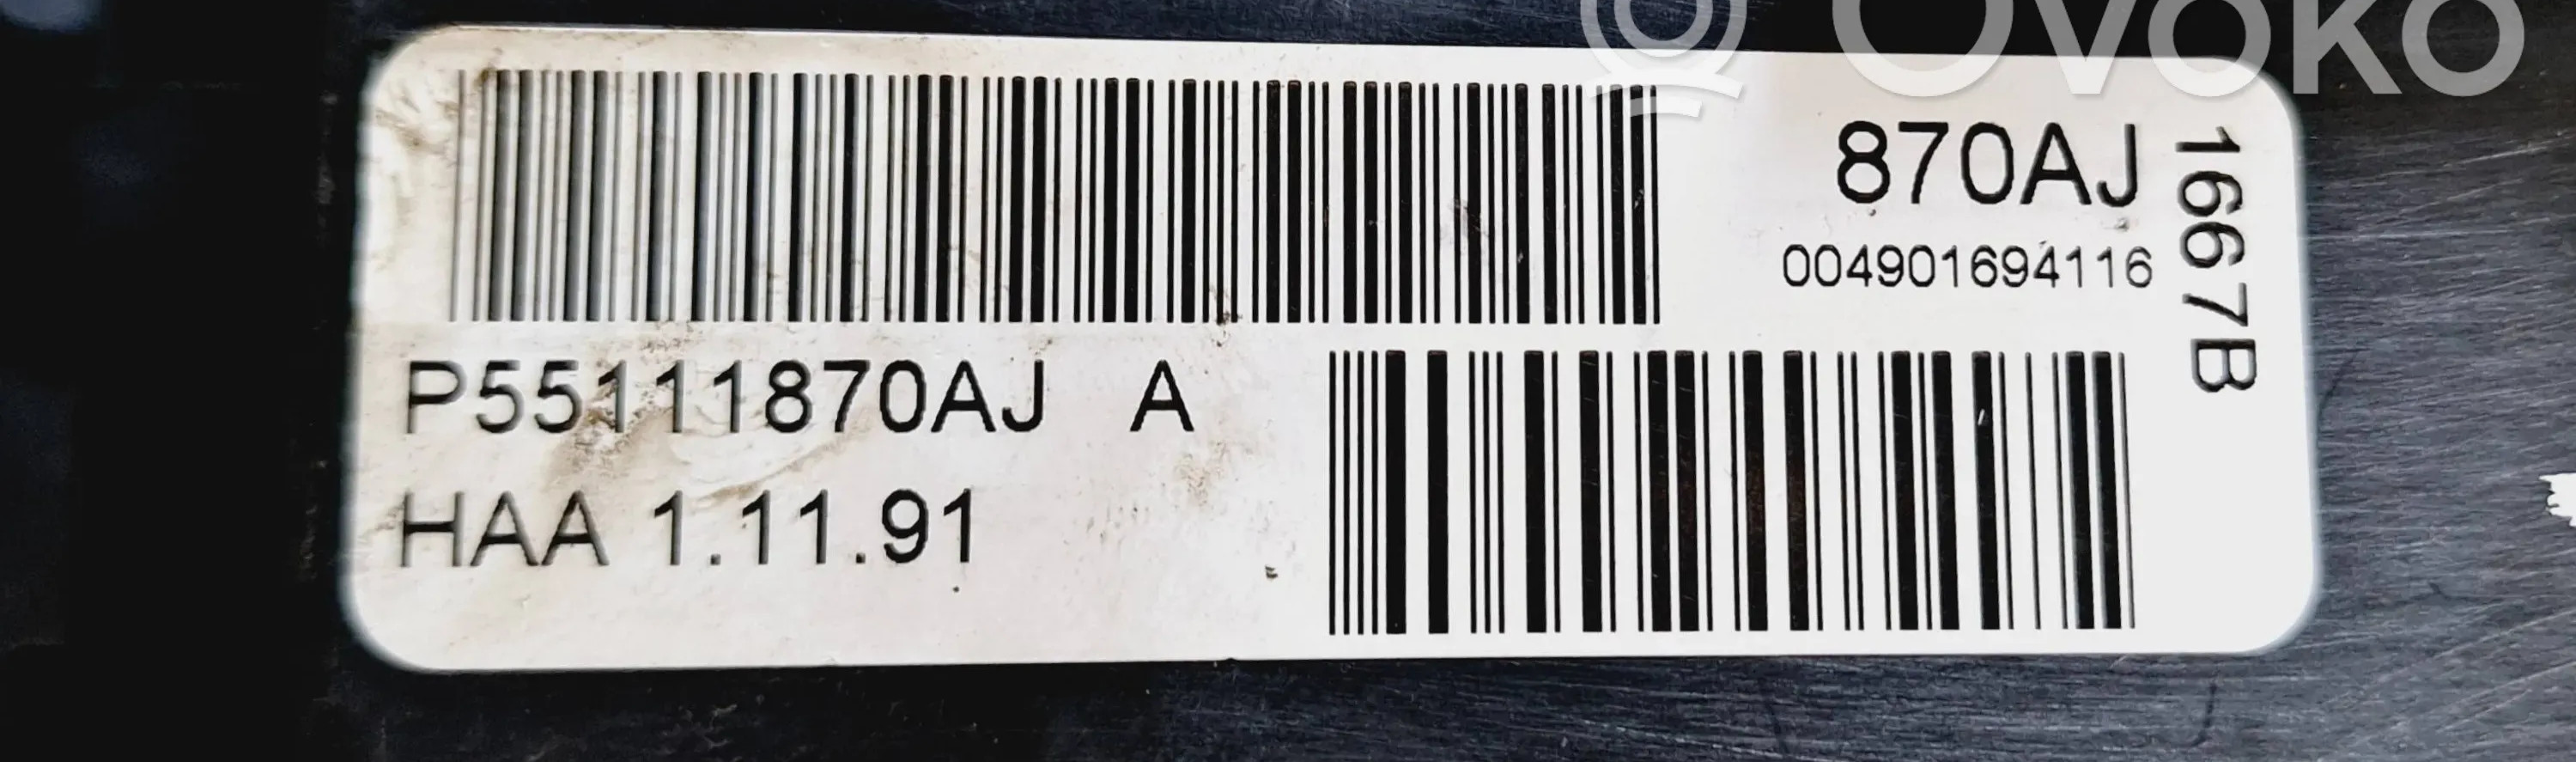 OVOKO
870AJ
004901694116
1667B
P55111870AJ A
HAA 1.11.91